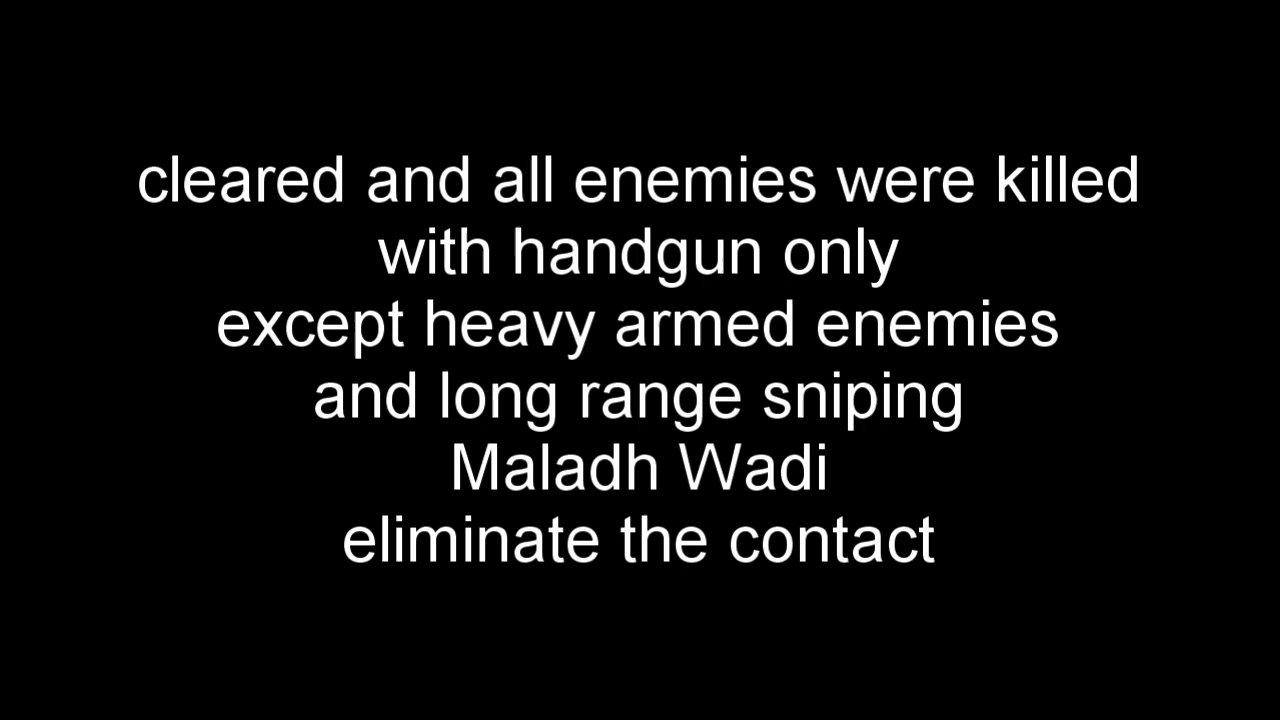 cleared and all enemies were killed
with handgun only
except heavy armed enemies
and long range sniping
Maladh Wadi
eliminate the contact